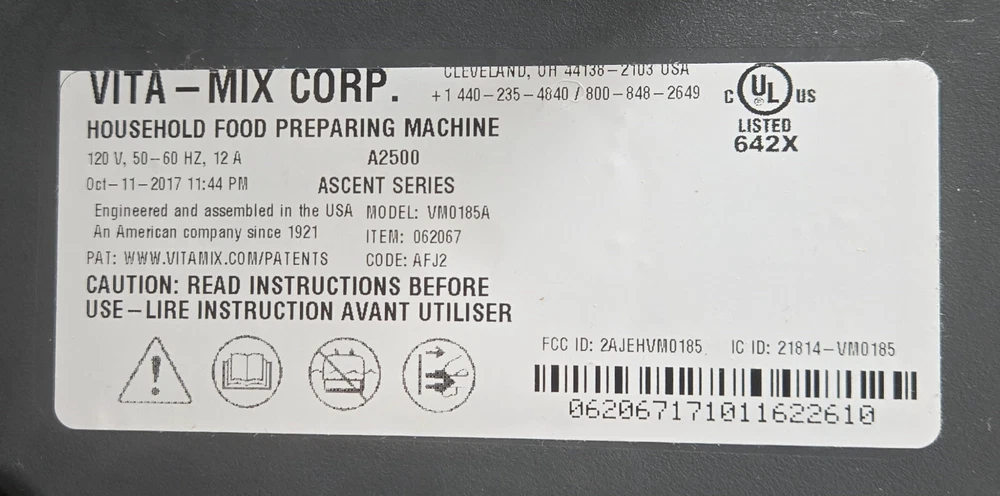 VITA – MIX CORP.
CLEVELAND, OH 44138–2103 USA
+1 440–235–4840 / 800–848–2649
C UL US
LISTED
642X
HOUSEHOLD FOOD PREPARING MACHINE
120 V, 50–60 HZ, 12 A A2500
Oct–11–2017 11:44 PM ASCENT SERIES
Engineered and assembled in the USA MODEL: VM0185A
An American company since 1921 ITEM: 062067
PAT: WWW.VITAMIX.COM/PATENTS CODE: AFJ2
CAUTION: READ INSTRUCTIONS BEFORE
USE–LIRE INSTRUCTION AVANT UTILISER
FCC ID: 2AJEHVM0185 IC ID: 21814–VM0185
062067171011622610